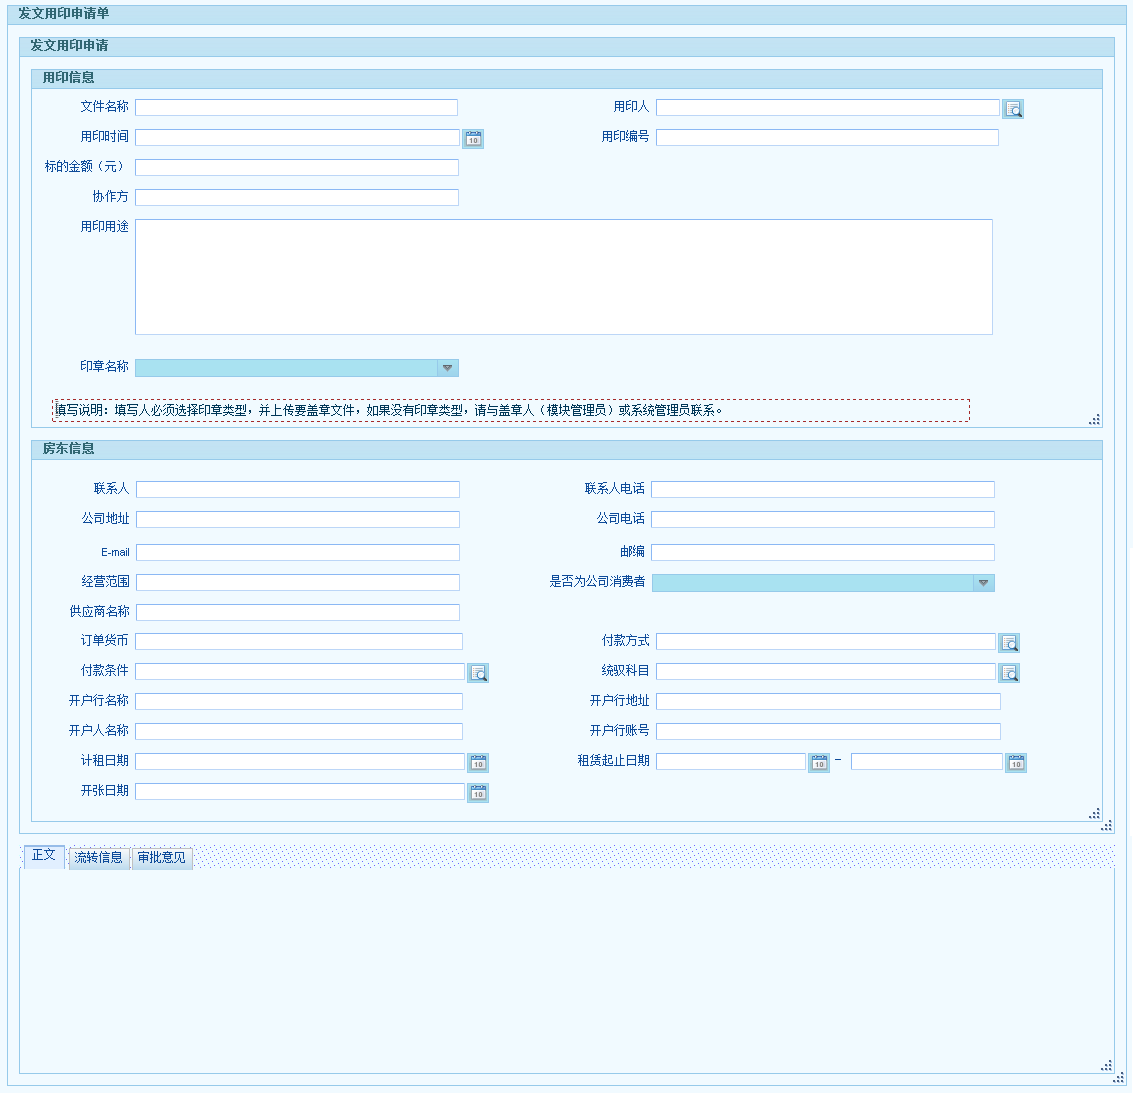 发文用印申请单
发文用印申请
用印信息
文件名称 用印人
用印时间 10 用印编号
标的金额（元）
协作方
用印用途
印章名称
填写说明：填写人必须选择印章类型，并上传要盖章文件，如果没有印章类型，请与盖章人（模块管理员）或系统管理员联系。
房东信息
联系人 联系人电话
公司地址 公司电话
E-mail 邮编
经营范围 是否为公司消费者
供应商名称
订单货币 付款方式
付款条件 统驭科目
开户行名称 开户行地址
开户人名称 开户行账号
计租日期 10 租赁起止日期 10 – 10
开张日期 10
正文 流转信息 审批意见